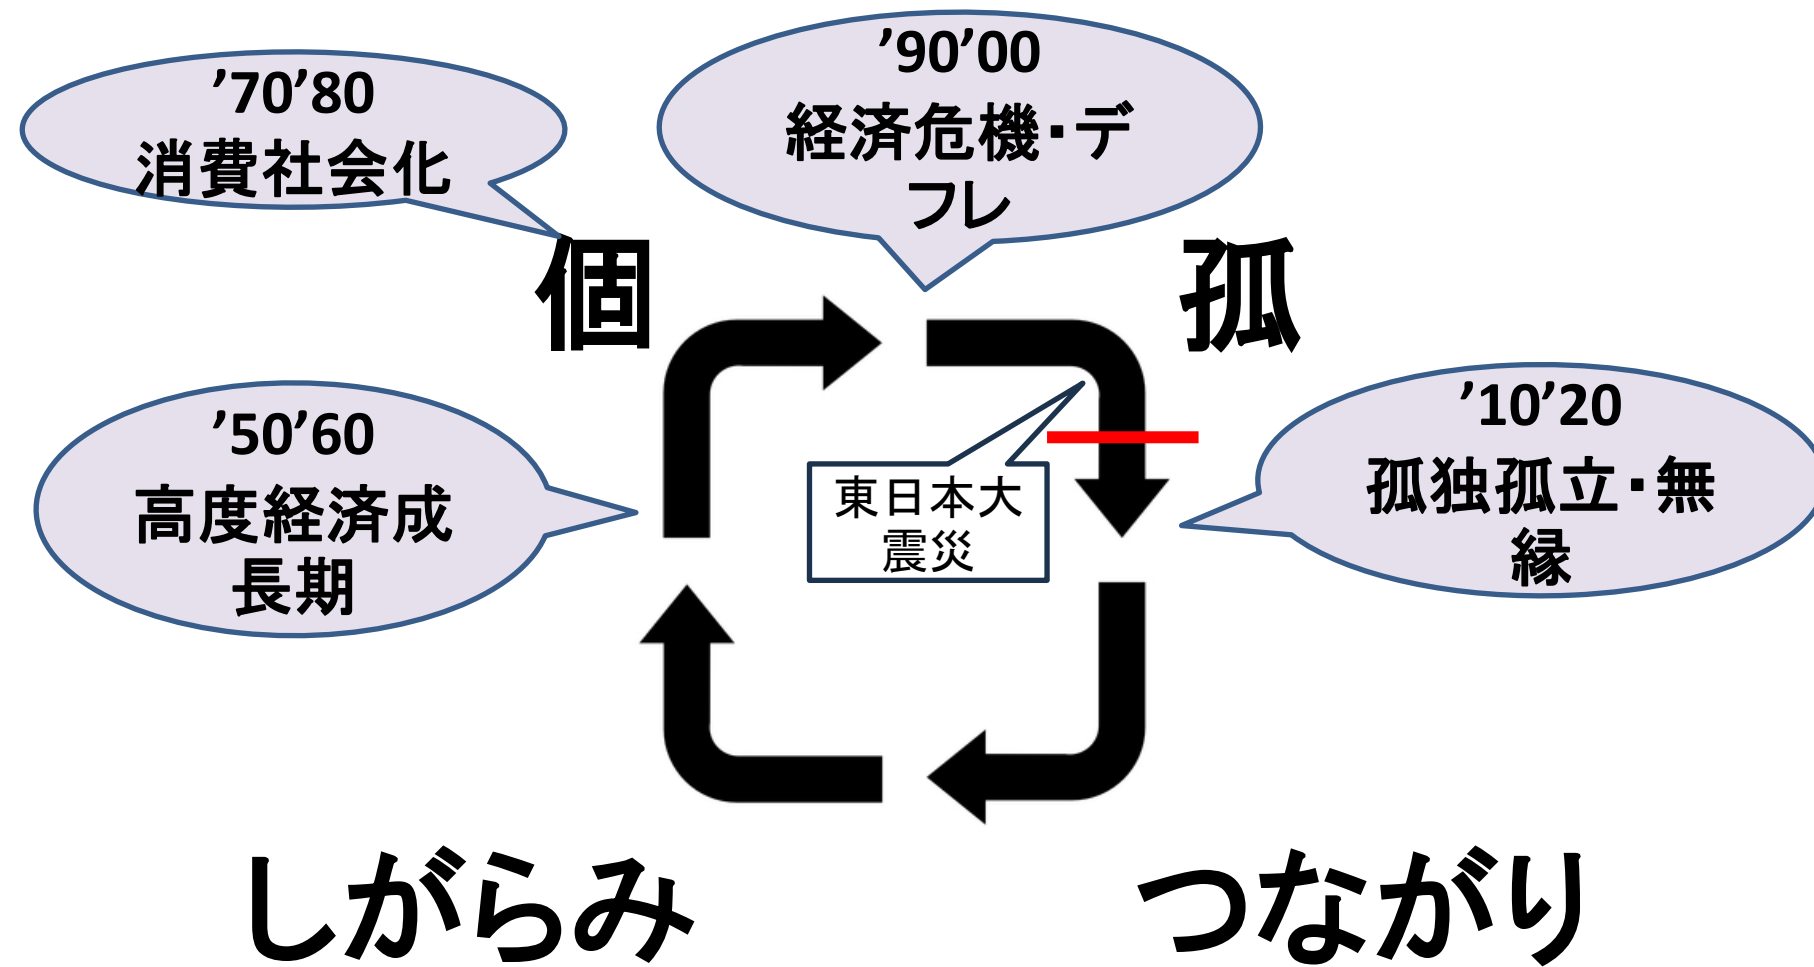 ’70’80
消費社会化
’90’00
経済危機・デ
フレ
個
孤
’50’60
高度経済成
長期
東日本大
震災
’10’20
孤独孤立・無
縁
しがらみ
つながり